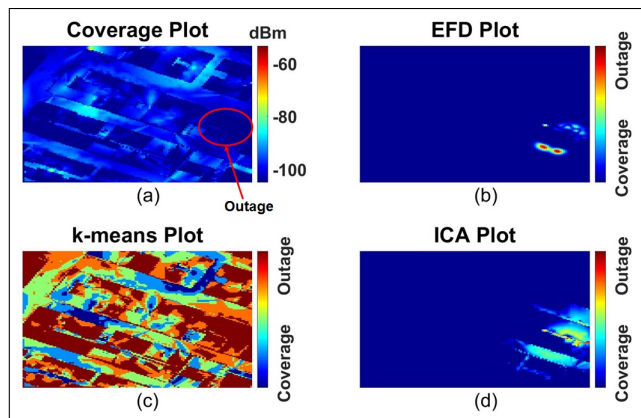 Coverage Plot
dBm
-60
-80
-100
(a)
Outage
EFD Plot
Outage
Coverage
(b)
k-means Plot
Outage
Coverage
(c)
ICA Plot
Outage
Coverage
(d)